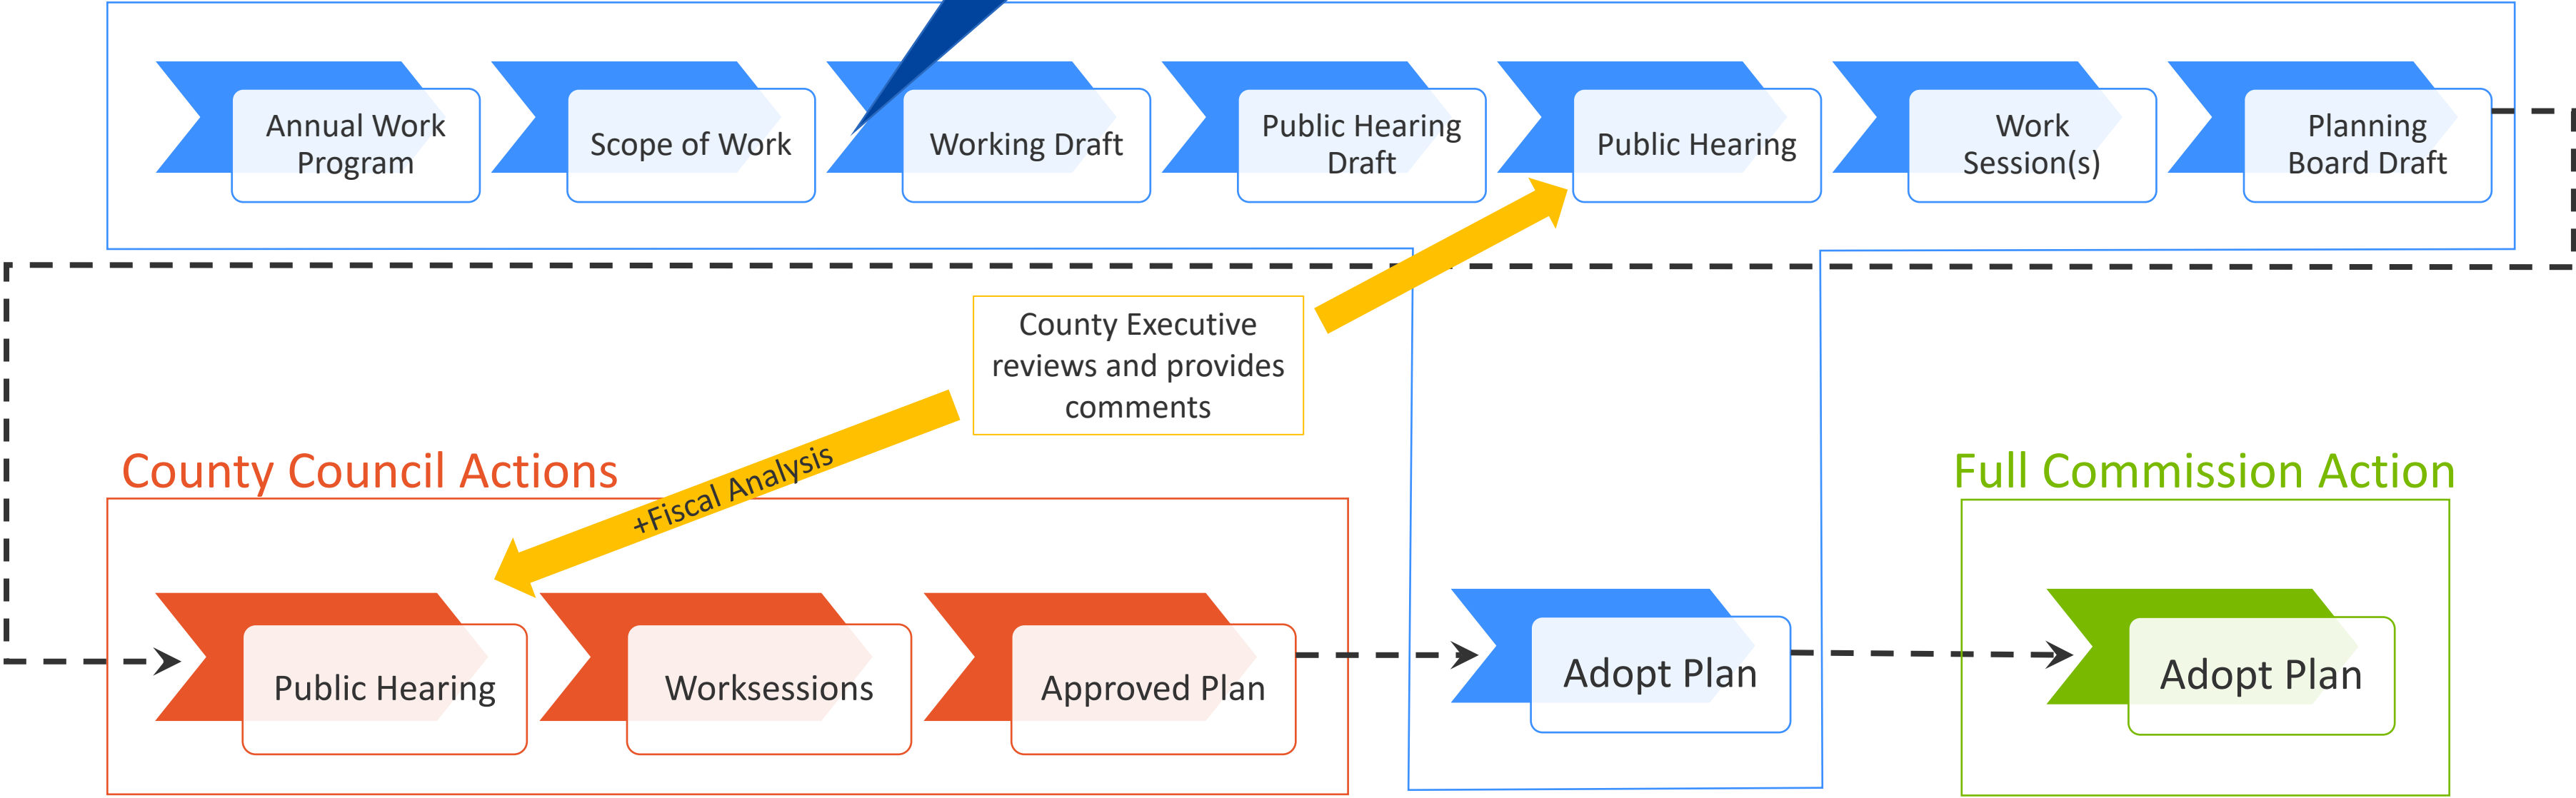 Annual Work
Program
Scope of Work
Working Draft
Public Hearing
Draft
Public Hearing
Work
Session(s)
Planning
Board Draft
County Executive
reviews and provides
comments
+Fiscal Analysis
County Council Actions
Full Commission Action
Public Hearing
Worksessions
Approved Plan
Adopt Plan
Adopt Plan